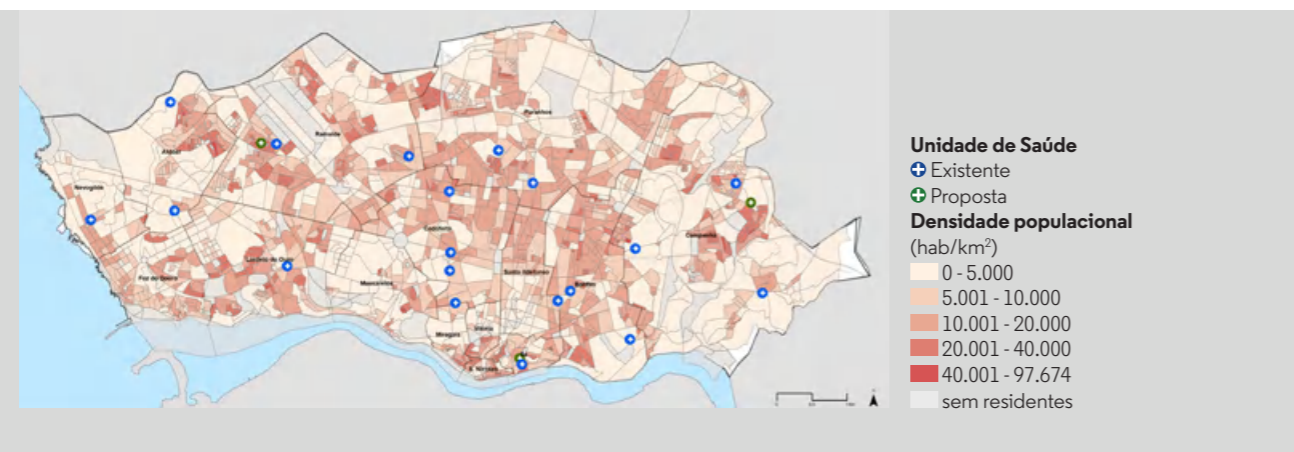 Paranhos
Ramalde
Aldoar
Nevogilde
Campanhã
Cedofeita
Lordelo do Ouro
Santo Ildefonso
Foz do Douro
Massarelos
Bonfim
Vitória
Miragaia
Sé
S. Nicolau
Unidade de Saúde
Existente
Proposta
Densidade populacional
(hab/km²)
0 - 5.000
5.001 - 10.000
10.001 - 20.000
20.001 - 40.000
40.001 - 97.674
sem residentes